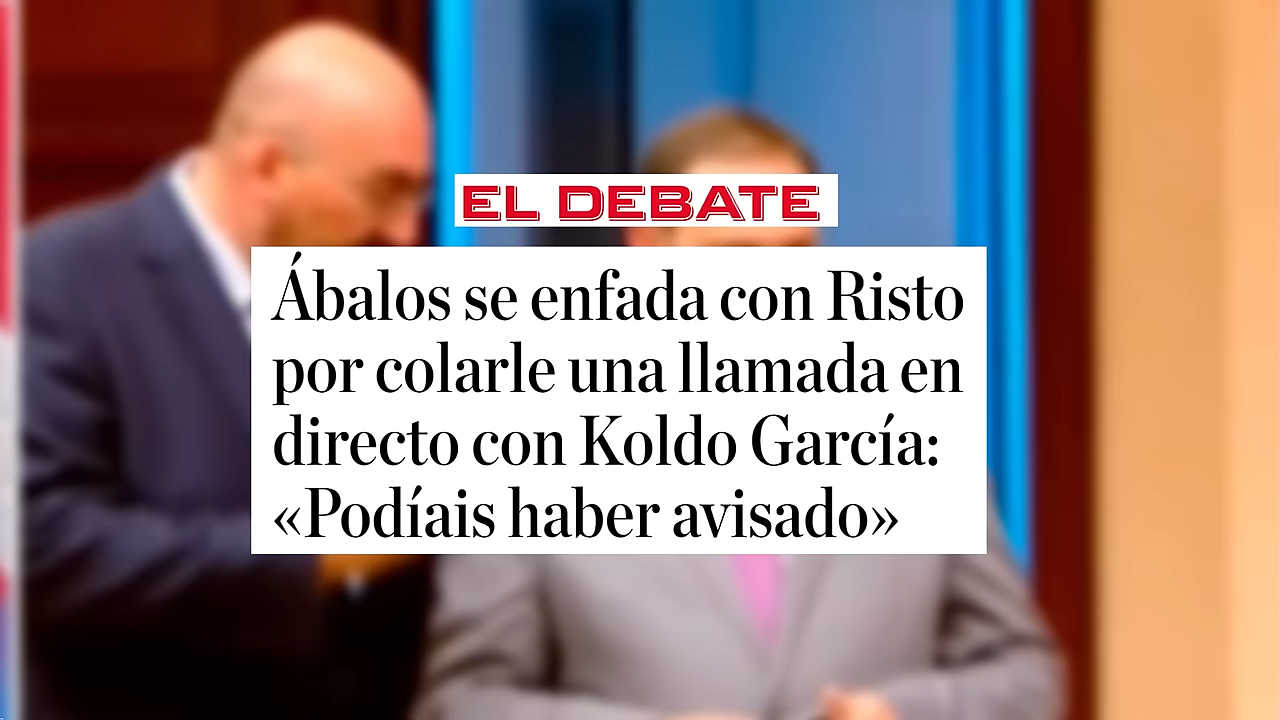 EL DEBATE
Ábalos se enfada con Risto
por colarle una llamada en
directo con Koldo García:
«Podíais haber avisado»